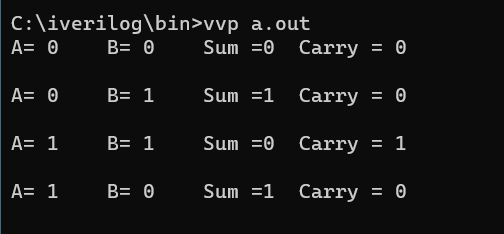 C:\iverilog\bin>vvp a.out
A= 0    B= 0    Sum =0  Carry = 0
A= 0    B= 1    Sum =1  Carry = 0
A= 1    B= 1    Sum =0  Carry = 1
A= 1    B= 0    Sum =1  Carry = 0